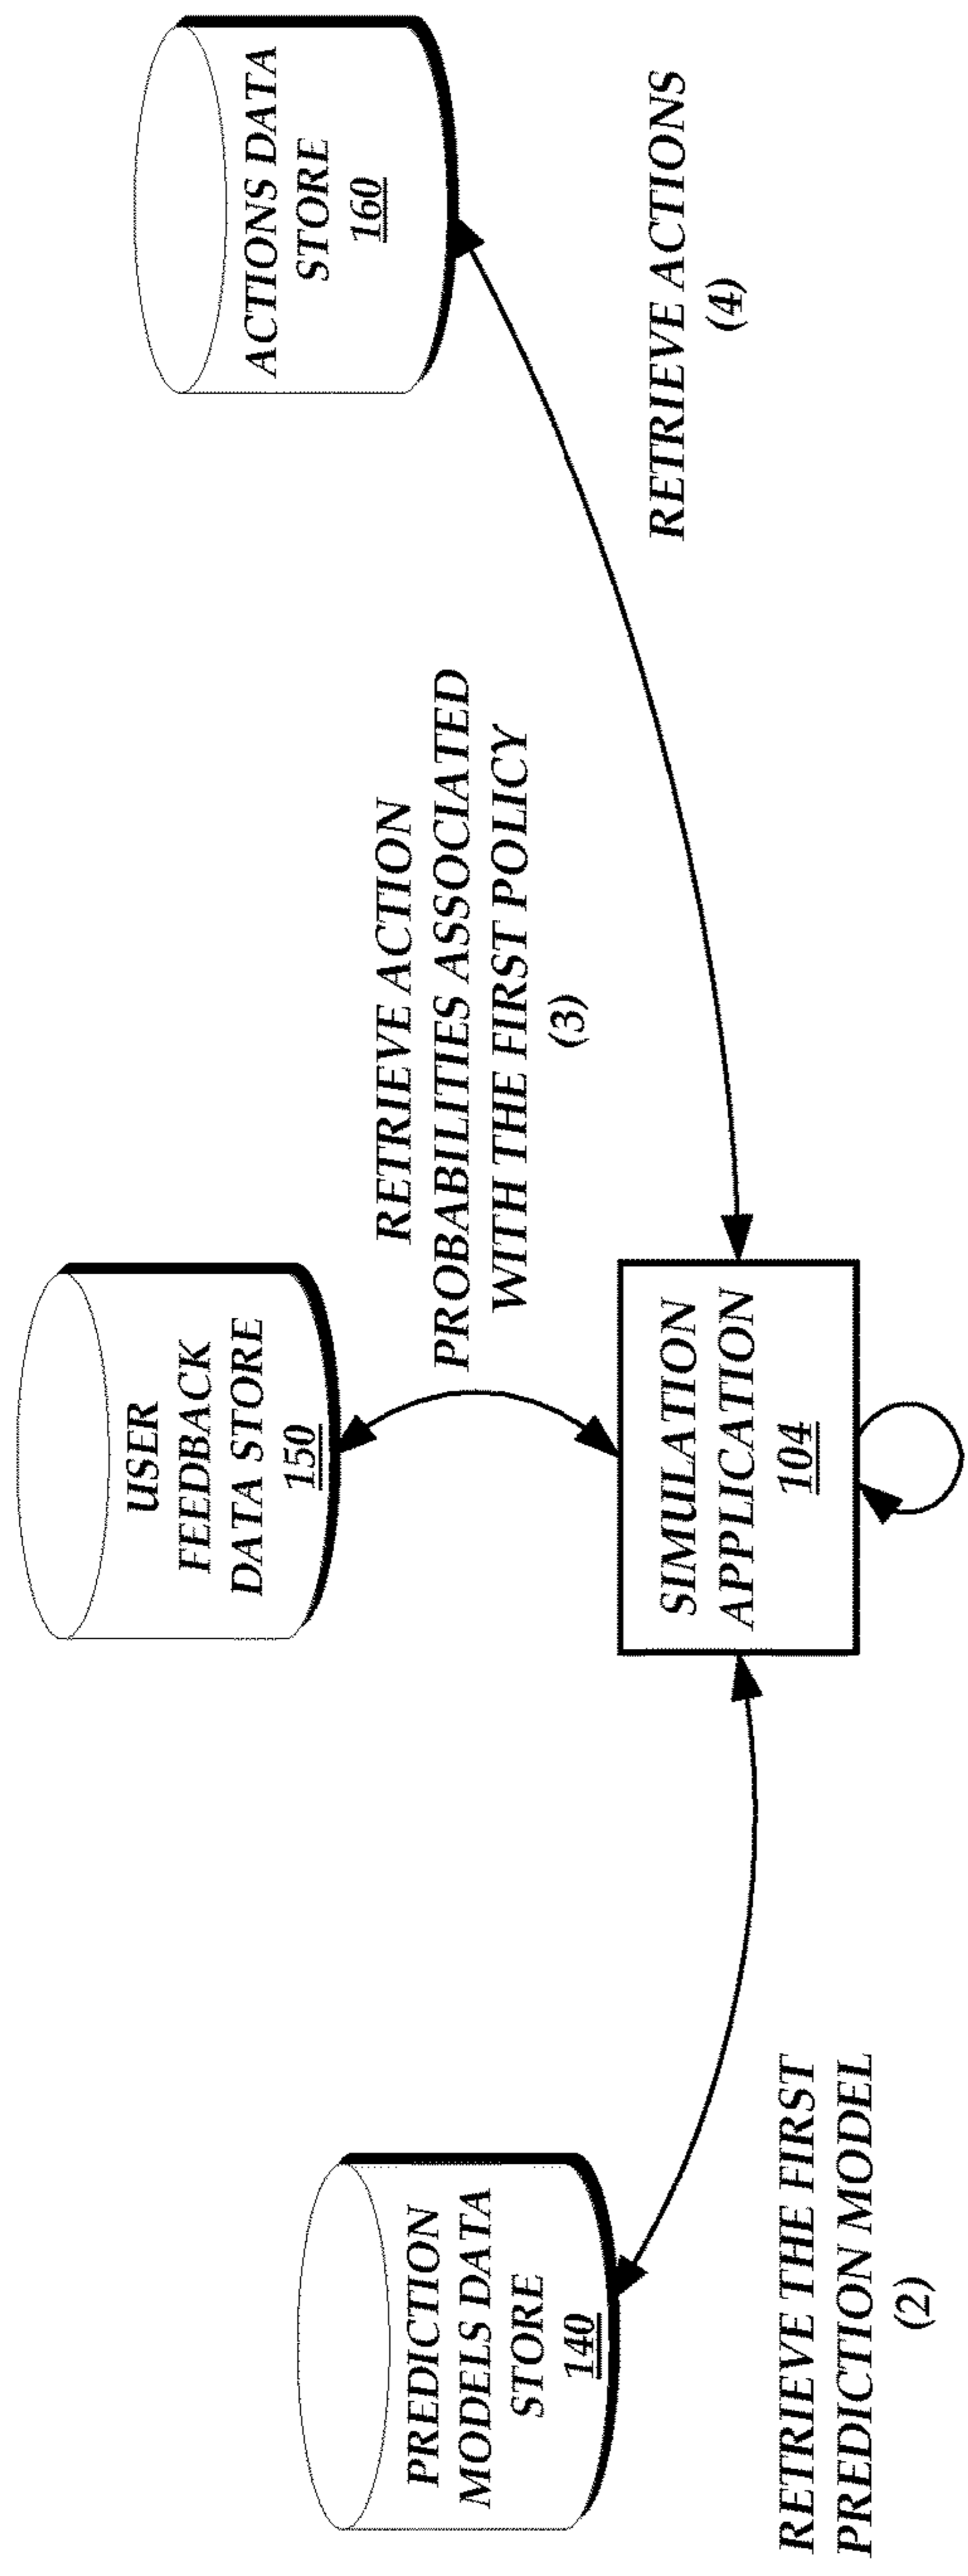 PREDICTION
MODELS DATA
STORE
140
USER
FEEDBACK
DATA STORE
150
ACTIONS DATA
STORE
160
RETRIEVE ACTION
PROBABILITIES ASSOCIATED
WITH THE FIRST POLICY
(3)
RETRIEVE ACTIONS
(4)
SIMULATION
APPLICATION
104
RETRIEVE THE FIRST
PREDICTION MODEL
(2)